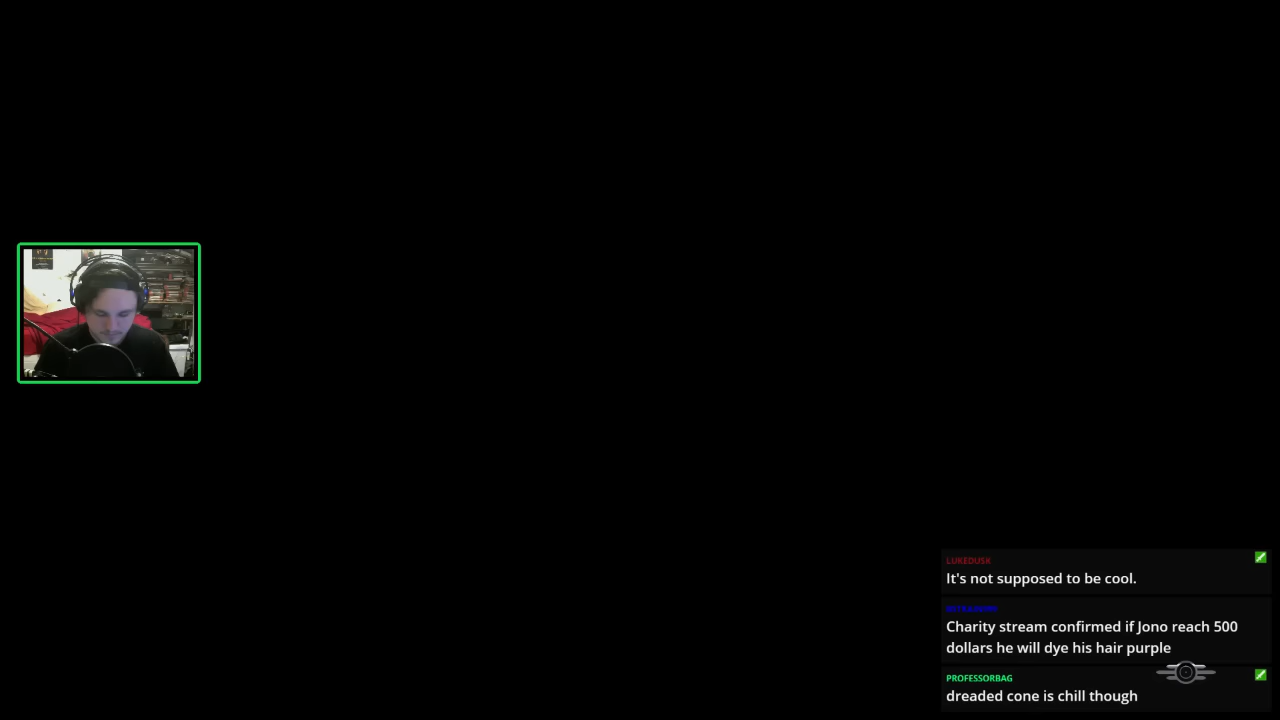 LUKEDUSK
It's not supposed to be cool.
Charity stream confirmed if Jono reach 500
dollars he will dye his hair purple
PROFESSORBAG
dreaded cone is chill though